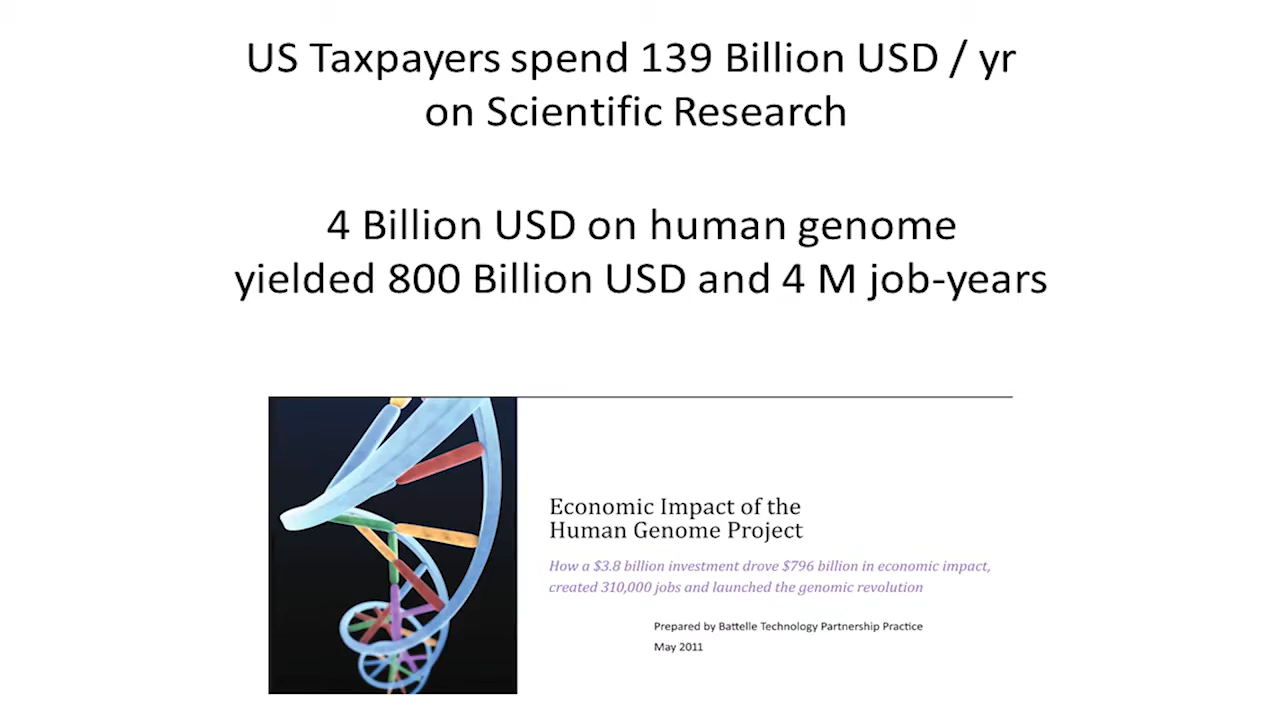 US Taxpayers spend 139 Billion USD / yr
on Scientific Research
4 Billion USD on human genome
yielded 800 Billion USD and 4 M job-years
Economic Impact of the
Human Genome Project
How a $3.8 billion investment drove $796 billion in economic impact,
created 310,000 jobs and launched the genomic revolution
Prepared by Battelle Technology Partnership Practice
May 2011